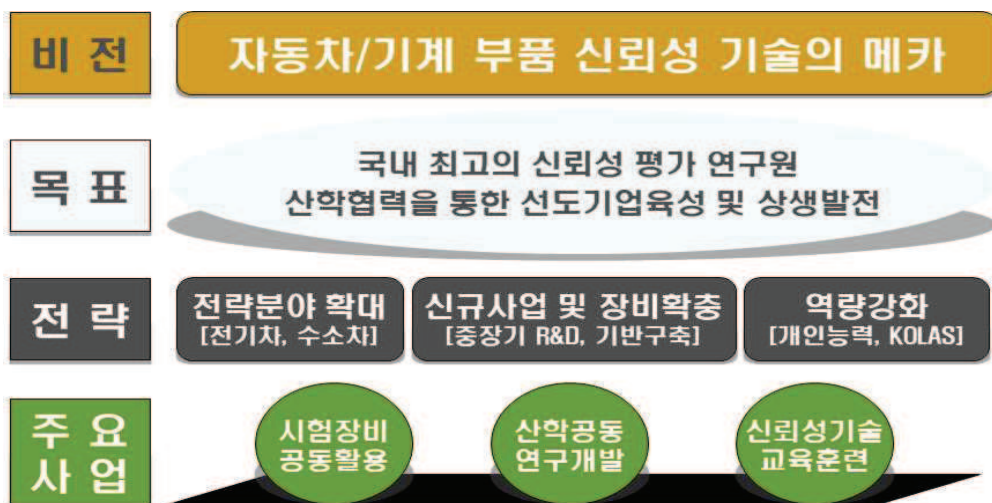 비 전
자동차/기계 부품 신뢰성 기술의 메카
목 표
국내 최고의 신뢰성 평가 연구원
산학협력을 통한 선도기업육성 및 상생발전
전 략
전략분야 확대
[전기차, 수소차]
신규사업 및 장비확충
[중장기 R&D, 기반구축]
역량강화
[개인능력, KOLAS]
주 요
사 업
시험장비
공동활용
산학공동
연구개발
신뢰성기술
교육훈련